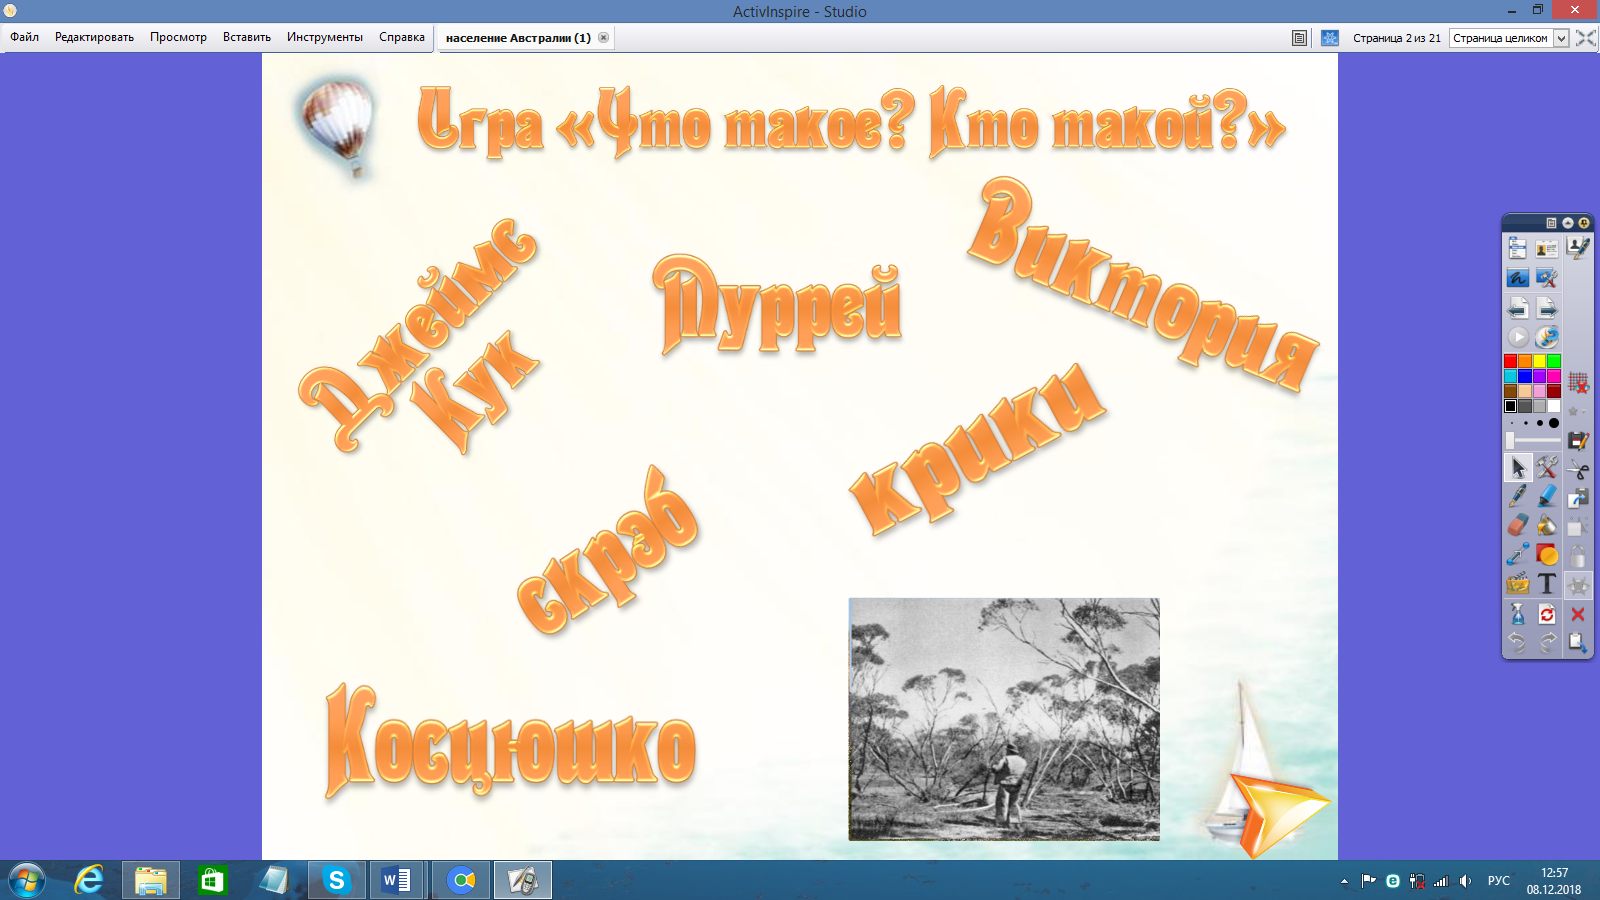 ActivInspire - Studio
Файл Редактировать Просмотр Вставить Инструменты Справка
население Австралии (1)
Страница 2 из 21
Страница целиком
Игра «Что такое? Кто такой?»
Джеймс
Кук
Муррей
Виктория
крики
скрэб
Косцюшко
РУС
12:57
08.12.2018